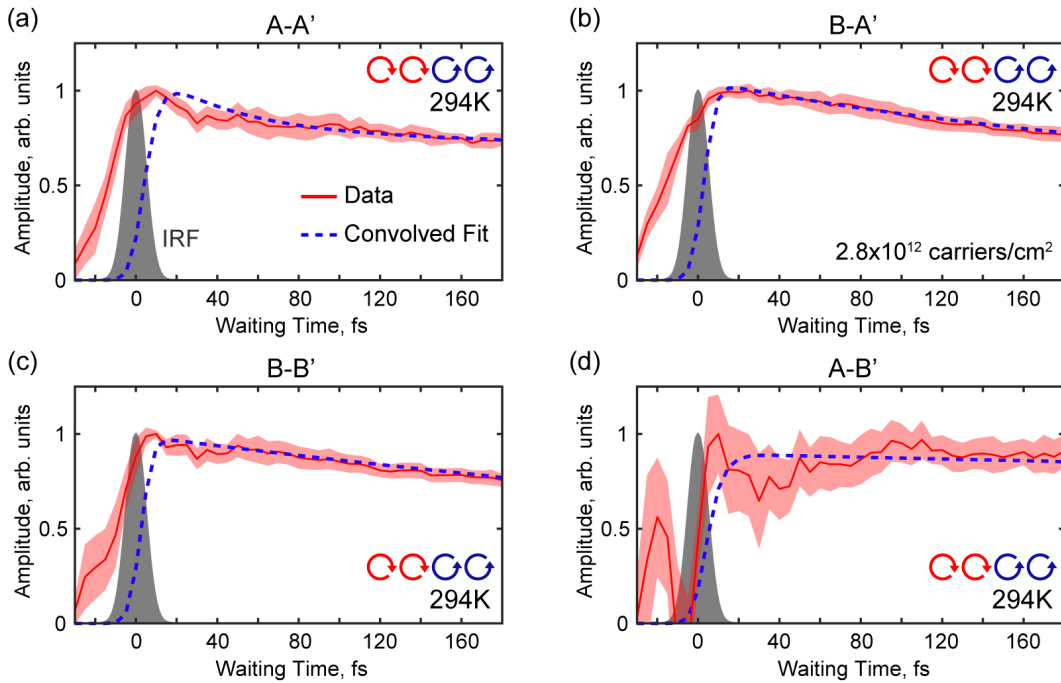 (a)
A-A’
Amplitude, arb. units
1
0.5
0
294K
Data
Convolved Fit
IRF
0 40 80 120 160
Waiting Time, fs
(b)
B-A’
Amplitude, arb. units
1
0.5
0
294K
2.8x10¹² carriers/cm²
0 40 80 120 160
Waiting Time, fs
(c)
B-B’
Amplitude, arb. units
1
0.5
0
294K
0 40 80 120 160
Waiting Time, fs
(d)
A-B’
Amplitude, arb. units
1
0.5
0
294K
0 40 80 120 160
Waiting Time, fs